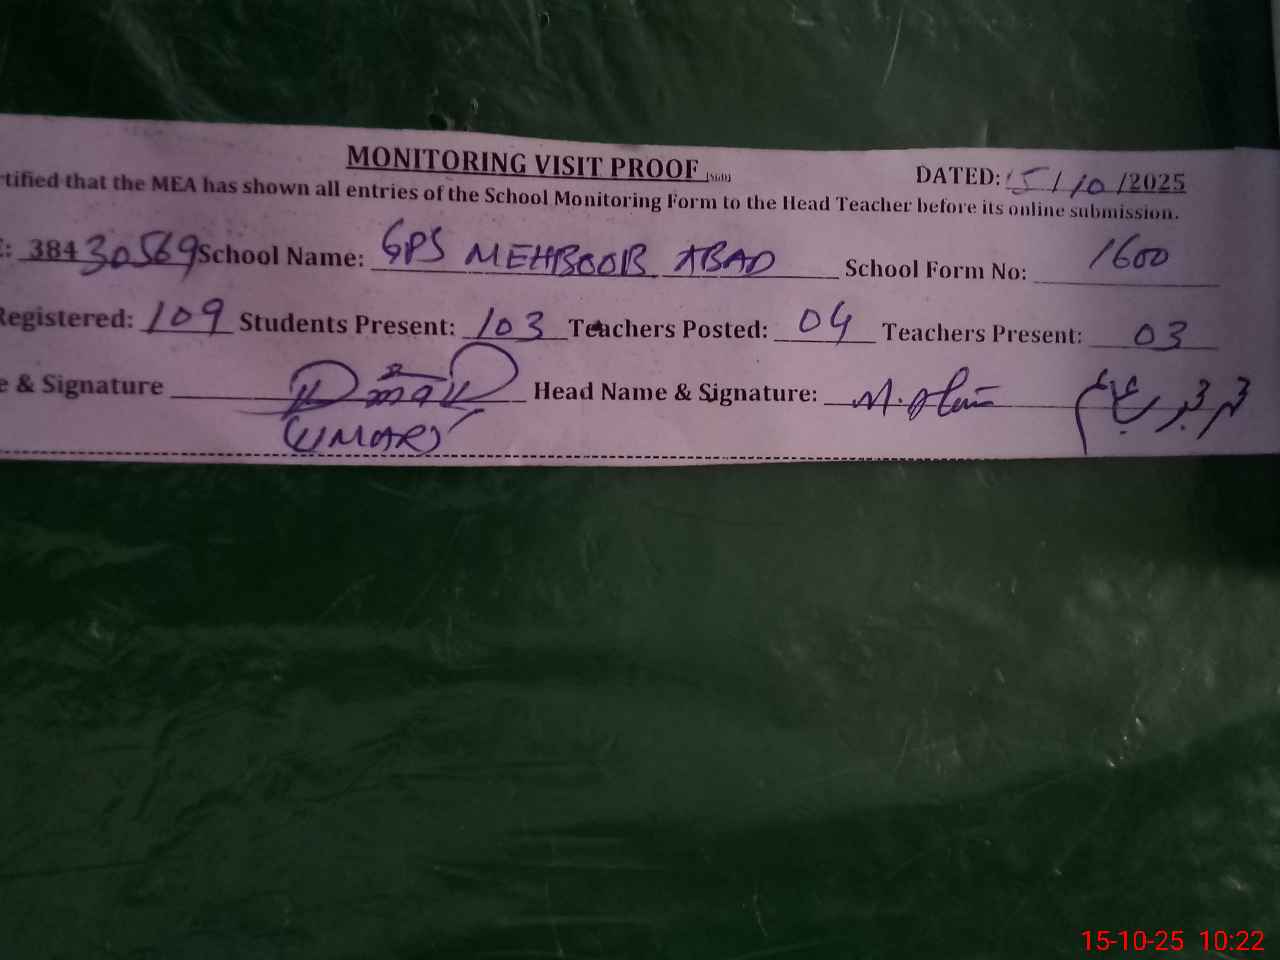 MONITORING VISIT PROOF DATED: 15/10/2025
rtified that the MEA has shown all entries of the School Monitoring Form to the Head Teacher before its online submission.
: 38430569 School Name: GPS MEHBOOB ABAD School Form No: 1600
Registered: 109 Students Present: 103 Teachers Posted: 04 Teachers Present: 03
e & Signature Head Name & Signature:
(UMAR)
15-10-25 10:22